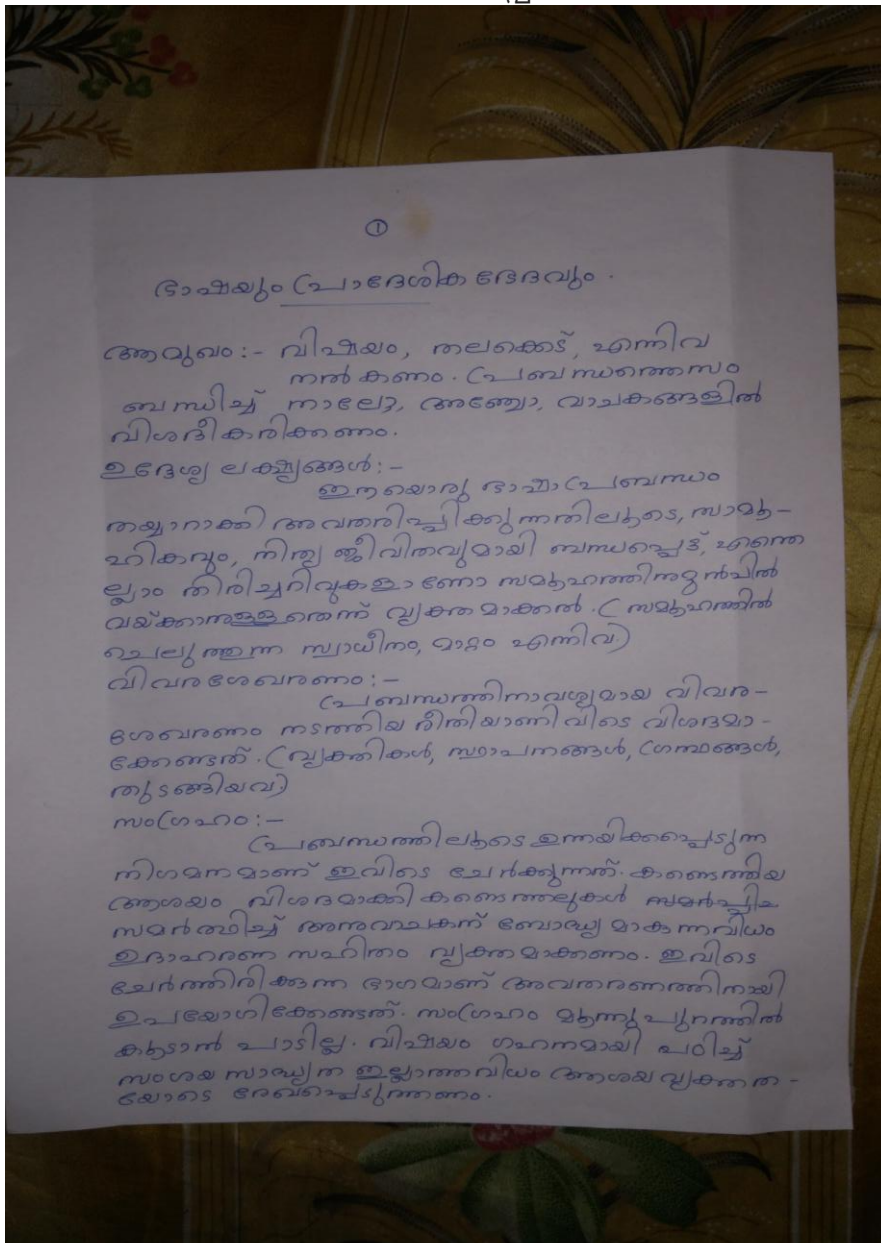 ①
ഭാഷയും പ്രാദേശിക ഭേദവും.
ആമുഖം:- വിഷയം, തലക്കെട്ട്, എന്നിവ
നൽകണം. പ്രബന്ധത്തെസം
ബന്ധിച്ച് നാലോ, അഞ്ചോ, വാചകങ്ങളിൽ
വിശദീകരിക്കണം.
ഉദ്ദേശ്യ ലക്ഷ്യങ്ങൾ:-
ഇങ്ങനെയൊരു ഭാഷാപ്രബന്ധം
തയ്യാറാക്കി അവതരിപ്പിക്കുന്നതിലൂടെ, സാമൂ-
ഹികവും, നിത്യ ജീവിതവുമായി ബന്ധപ്പെട്ട്, എന്തെ
ല്ലാം തിരിച്ചറിവുകളാണോ സമൂഹത്തിനുമുൻപിൽ
വയ്ക്കാനുള്ളതെന്ന് വ്യക്തമാക്കൽ. (സമൂഹത്തിൽ
ചെലുത്തുന്ന സ്വാധീനം, മാറ്റം എന്നിവ.)
വിവരശേഖരണം:-
പ്രബന്ധത്തിനാവശ്യമായ വിവര-
ശേഖരണം നടത്തിയ രീതിയാണിവിടെ വിശദമാ-
ക്കേണ്ടത്. (വ്യക്തികൾ, സ്ഥാപനങ്ങൾ, ഗ്രന്ഥങ്ങൾ,
തുടങ്ങിയവ)
സംഗ്രഹം:-
പ്രബന്ധത്തിലൂടെ ഉന്നയിക്കപ്പെടുന്ന
നിഗമനമാണ് ഇവിടെ ചേർക്കുന്നത്. കണ്ടെത്തിയ
ആശയം വിശദമാക്കി കണ്ടെത്തലുകൾ
സമർത്ഥിച്ച് അനുവാചകന് ബോധ്യമാകുന്നവിധം
ഉദാഹരണ സഹിതം വ്യക്തമാക്കണം. ഇവിടെ
ചേർത്തിരിക്കുന്ന ഭാഗമാണ് അവതരണത്തിനായി
ഉപയോഗിക്കേണ്ടത്. സംഗ്രഹം മൂന്നുപുറത്തിൽ
കൂടാൻ പാടില്ല. വിഷയം ഗഹനമായി പഠിച്ച്
സംശയ സാദ്ധ്യത ഇല്ലാത്തവിധം ആശയ വ്യക്തത-
യോടെ രേഖപ്പെടുത്തണം.